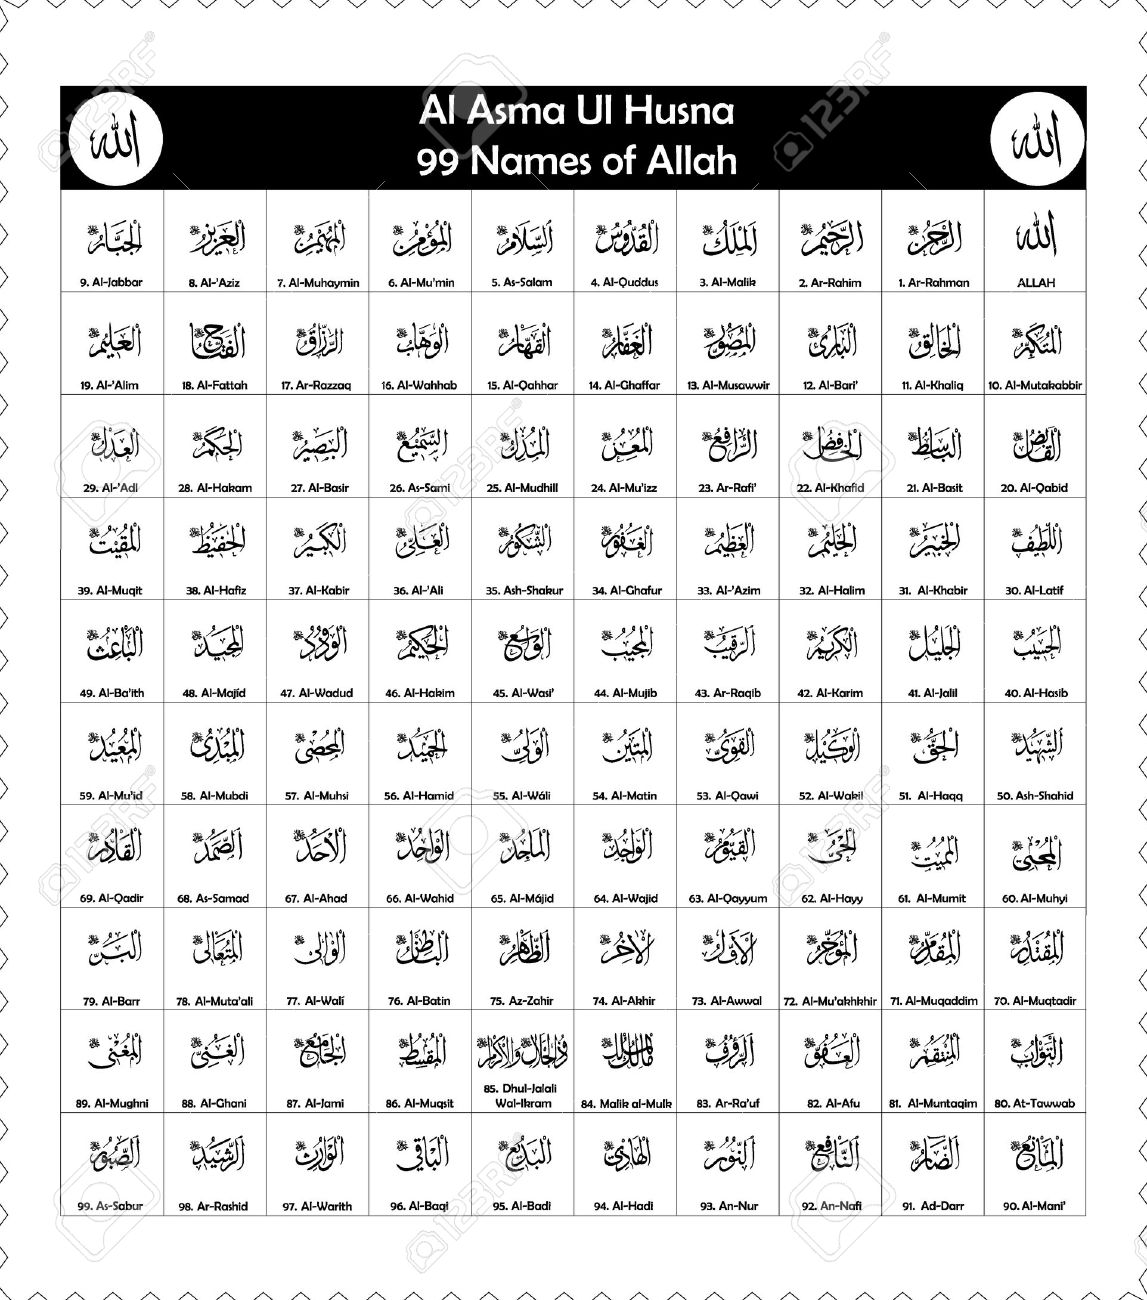 الله
Al Asma Ul Husna
99 Names of Allah
الله
الله
ALLAH
الرحمن
1. Ar-Rahman
الرحيم
2. Ar-Rahim
الملك
3. Al-Malik
القدوس
4. Al-Quddus
السلام
5. As-Salam
المؤمن
6. Al-Mu'min
المهيمن
7. Al-Muhaymin
العزيز
8. Al-'Aziz
الجبار
9. Al-Jabbar
المتكبر
10. Al-Mutakabbir
الخالق
11. Al-Khaliq
البارئ
12. Al-Bari'
المصور
13. Al-Musawwir
الغفار
14. Al-Ghaffar
القهار
15. Al-Qahhar
الوهاب
16. Al-Wahhab
الرزاق
17. Ar-Razzaq
الفتاح
18. Al-Fattah
العليم
19. Al-'Alim
القابض
20. Al-Qabid
الباسط
21. Al-Basit
الخافض
22. Al-Khafid
الرافع
23. Ar-Rafi'
المعز
24. Al-Mu'izz
المذل
25. Al-Mudhill
السميع
26. As-Sami
البصير
27. Al-Basir
الحكم
28. Al-Hakam
العدل
29. Al-'Adl
اللطيف
30. Al-Latif
الخبير
31. Al-Khabir
الحليم
32. Al-Halim
العظيم
33. Al-'Azim
الغفور
34. Al-Ghafur
الشكور
35. Ash-Shakur
العلي
36. Al-'Ali
الكبير
37. Al-Kabir
الحفيظ
38. Al-Hafiz
المقيت
39. Al-Muqit
الحسيب
40. Al-Hasib
الجليل
41. Al-Jalil
الكريم
42. Al-Karim
الرقيب
43. Ar-Raqib
المجيب
44. Al-Mujib
الواسع
45. Al-Wasi'
الحكيم
46. Al-Hakim
الودود
47. Al-Wadud
المجيد
48. Al-Majíd
الباعث
49. Al-Ba'ith
الشهيد
50. Ash-Shahid
الحق
51. Al-Haqq
الوكيل
52. Al-Wakil
القوي
53. Al-Qawi
المتين
54. Al-Matin
الولي
55. Al-Wáli
الحميد
56. Al-Hamid
المحصي
57. Al-Muhsi
المبدئ
58. Al-Mubdi
المعيد
59. Al-Mu'id
المحيي
60. Al-Muhyi
المميت
61. Al-Mumit
الحي
62. Al-Hayy
القيوم
63. Al-Qayyum
الواجد
64. Al-Wajid
الماجد
65. Al-Májid
الواحد
66. Al-Wahid
الأحد
67. Al-Ahad
الصمد
68. As-Samad
القادر
69. Al-Qadir
المقتدر
70. Al-Muqtadir
المقدم
71. Al-Muqaddim
المؤخر
72. Al-Mu'akhkhir
الأول
73. Al-Awwal
الآخر
74. Al-Akhir
الظاهر
75. Az-Zahir
الباطن
76. Al-Batin
الوالي
77. Al-Walí
المتعالي
78. Al-Muta'ali
البر
79. Al-Barr
التواب
80. At-Tawwab
المنتقم
81. Al-Muntaqim
العفو
82. Al-Afu
الرؤوف
83. Ar-Ra'uf
مالك الملك
84. Malik al-Mulk
ذو الجلال والإكرام
85. Dhul-Jalali
Wal-Ikram
المقسط
86. Al-Muqsit
الجامع
87. Al-Jami
الغني
88. Al-Ghani
المغني
89. Al-Mughni
المانع
90. Al-Mani'
الضار
91. Ad-Darr
النافع
92. An-Nafi
النور
93. An-Nur
الهادي
94. Al-Hadi
البديع
95. Al-Badi
الباقي
96. Al-Baqi
الوارث
97. Al-Warith
الرشيد
98. Ar-Rashid
الصبور
99. As-Sabur
123RF